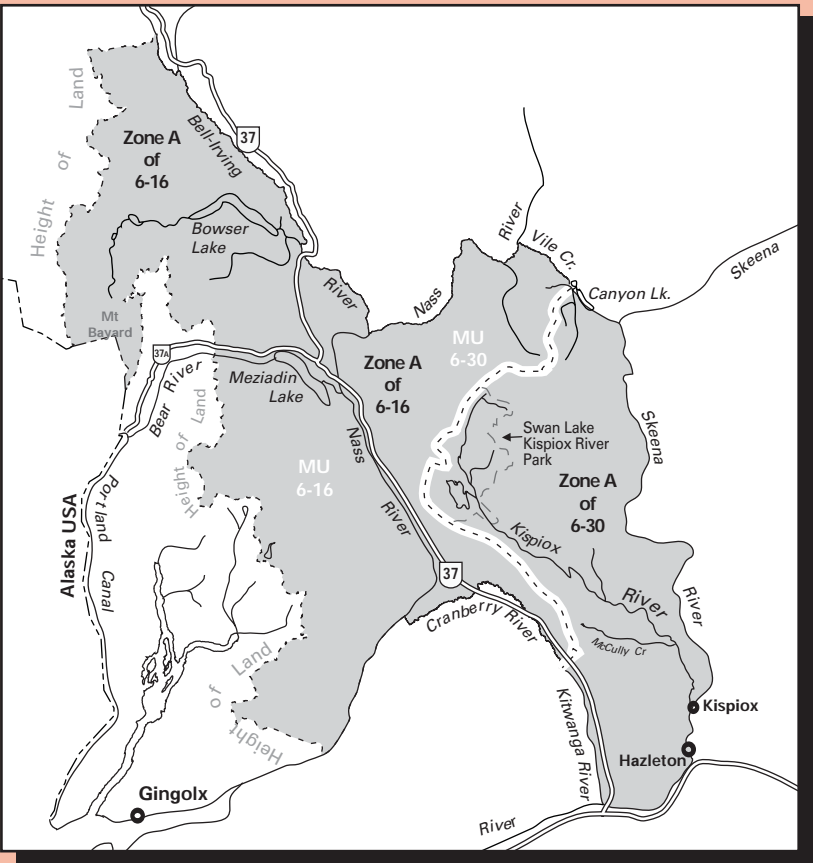 Height of Land
Zone A
of
6-16
Bell-Irving
37
Bowser
Lake
River
Mt
Bayard
37A
Bear River
Meziadin
Lake
Height of Land
MU
6-16
Nass
River
River
Vile Cr.
Canyon Lk.
Skeena
Nass
MU
6-30
Zone A
of
6-16
Swan Lake
Kispiox River
Park
Skeena
Zone A
of
6-30
Kispiox
River
River
McCully Cr
37
Cranberry River
Kitwanga River
Kispiox
Hazleton
River
Alaska USA
Portland
Canal
Height of Land
Gingolx